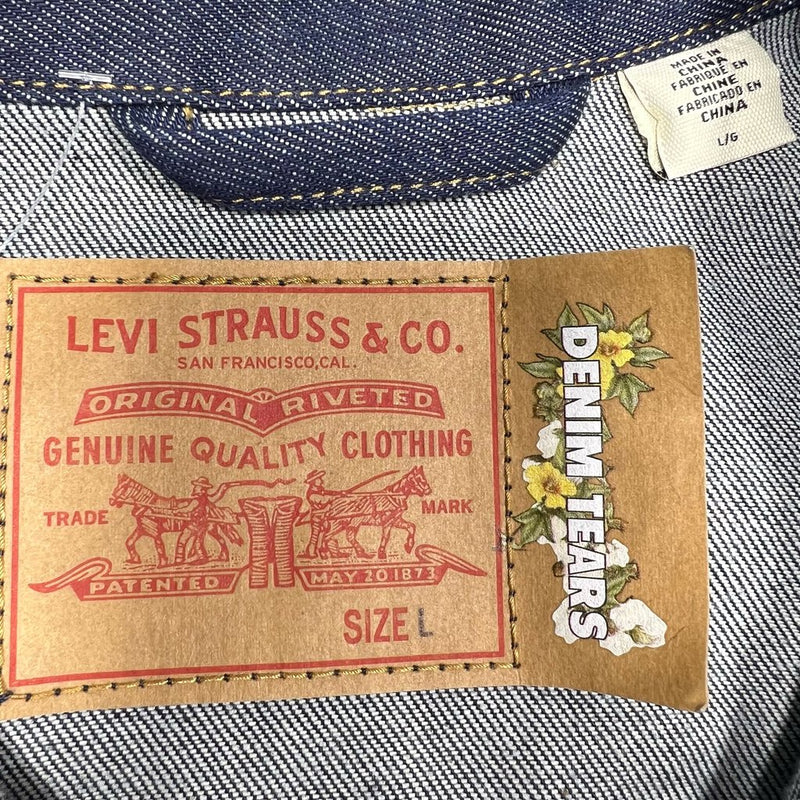 MADE IN
CHINA
FABRIQUÉ EN
CHINE
FABRICADO EN
CHINA
L/G
LEVI STRAUSS & CO.
SAN FRANCISCO, CAL.
ORIGINAL RIVETED
GENUINE QUALITY CLOTHING
TRADE MARK
PATENTED MAY 20 1873
SIZE L
DENIM TEARS